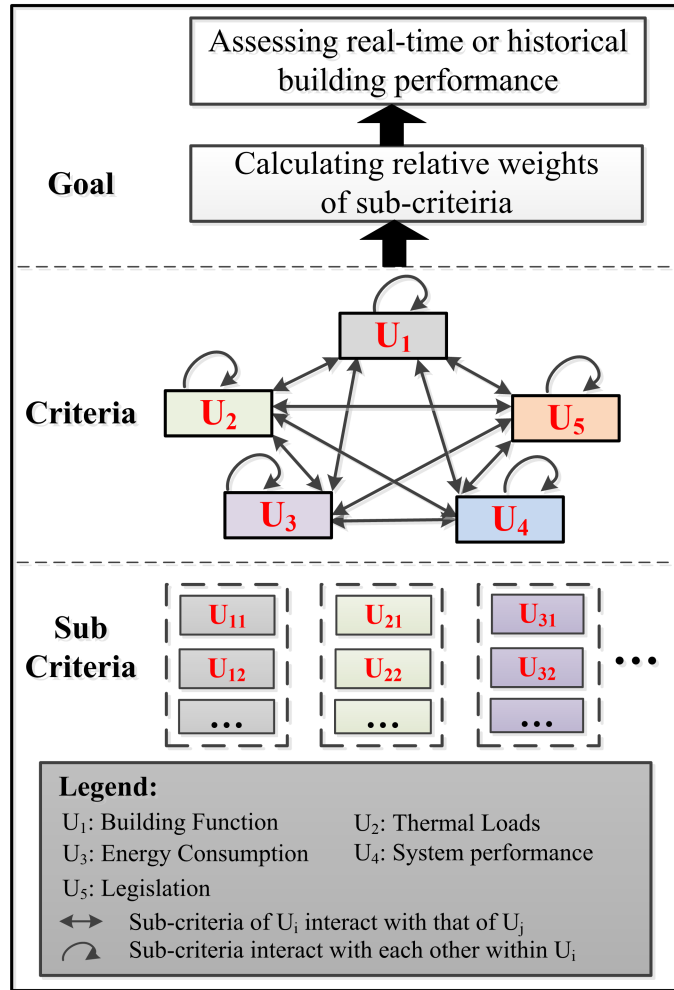 Assessing real-time or historical
building performance
Goal
Calculating relative weights
of sub-criteiria
Criteria
U₁
U₂
U₅
U₃
U₄
Sub
Criteria
U₁₁
U₂₁
U₃₁
U₁₂
U₂₂
U₃₂
...
...
...
...
Legend:
U₁: Building Function
U₂: Thermal Loads
U₃: Energy Consumption
U₄: System performance
U₅: Legislation
Sub-criteria of Uᵢ interact with that of Uⱼ
Sub-criteria interact with each other within Uᵢ